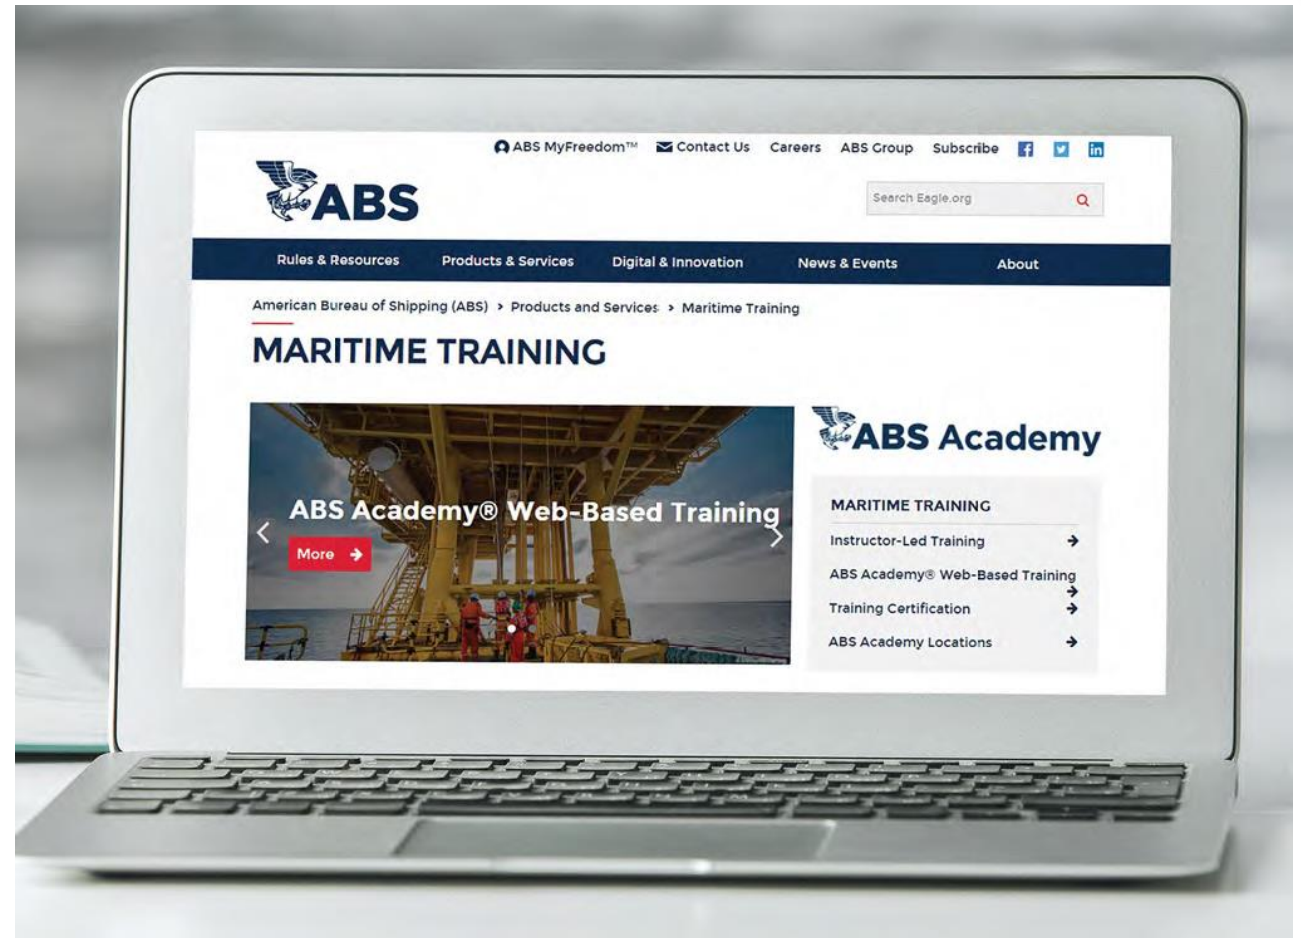 ABS MyFreedom™ Contact Us Careers ABS Group Subscribe f in
ABS
Search Eagle.org
Rules & Resources Products & Services Digital & Innovation News & Events About
American Bureau of Shipping (ABS) > Products and Services > Maritime Training
MARITIME TRAINING
ABS Academy® Web-Based Training
More
ABS Academy
MARITIME TRAINING
Instructor-Led Training
ABS Academy® Web-Based Training
Training Certification
ABS Academy Locations